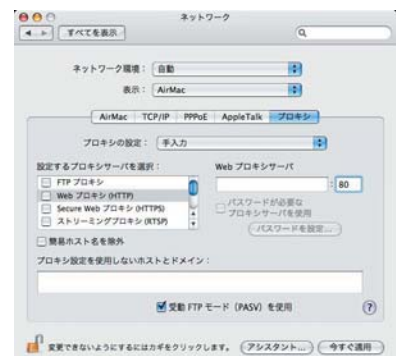 ネットワーク
すべてを表示
ネットワーク環境： 自動
表示： AirMac
AirMac TCP/IP PPPoE AppleTalk プロキシ
プロキシの設定： 手入力
設定するプロキシサーバを選択： Web プロキシサーバ
FTP プロキシ
Web プロキシ (HTTP) : 80
Secure Web プロキシ (HTTPS)
ストリーミングプロキシ (RTSP)
パスワードが必要な
プロキシサーバを使用
パスワードを設定...
簡易ホスト名を除外
プロキシ設定を使用しないホストとドメイン：
受動 FTP モード（PASV）を使用 ?
変更できないようにするにはカギをクリックします。 アシスタント... 今すぐ適用